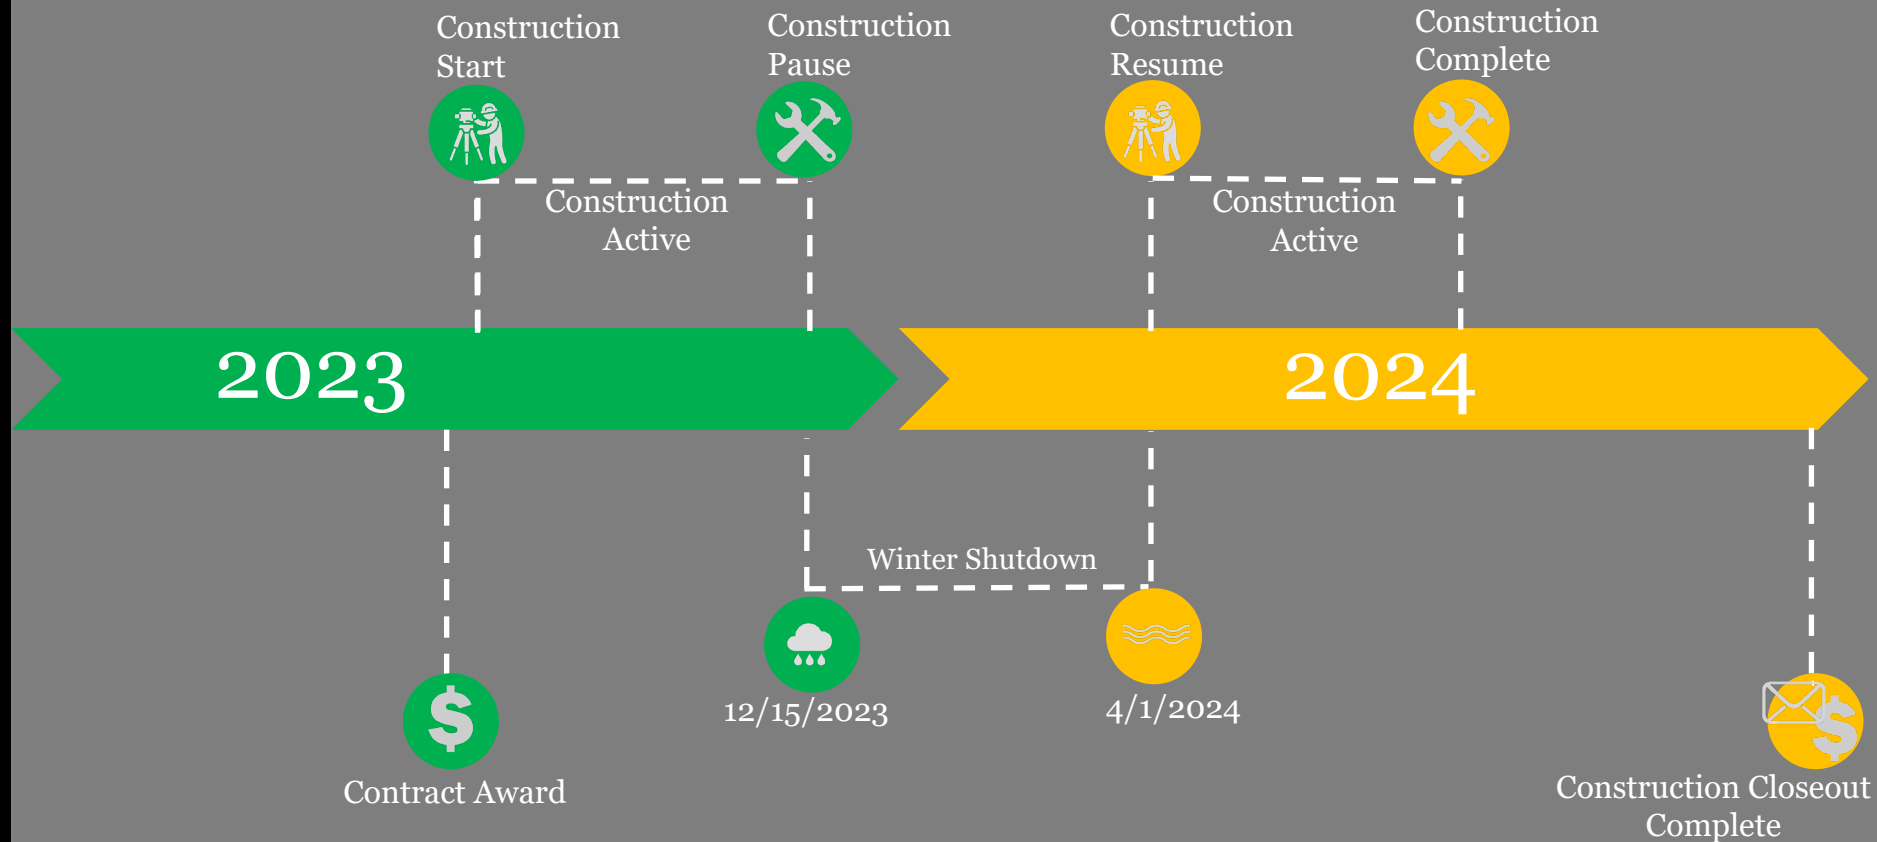 Construction
Start
Construction
Pause
Construction
Resume
Construction
Complete
Construction
Active
Construction
Active
2023
2024
Winter Shutdown
12/15/2023
4/1/2024
$
$
Contract Award
Construction Closeout
Complete